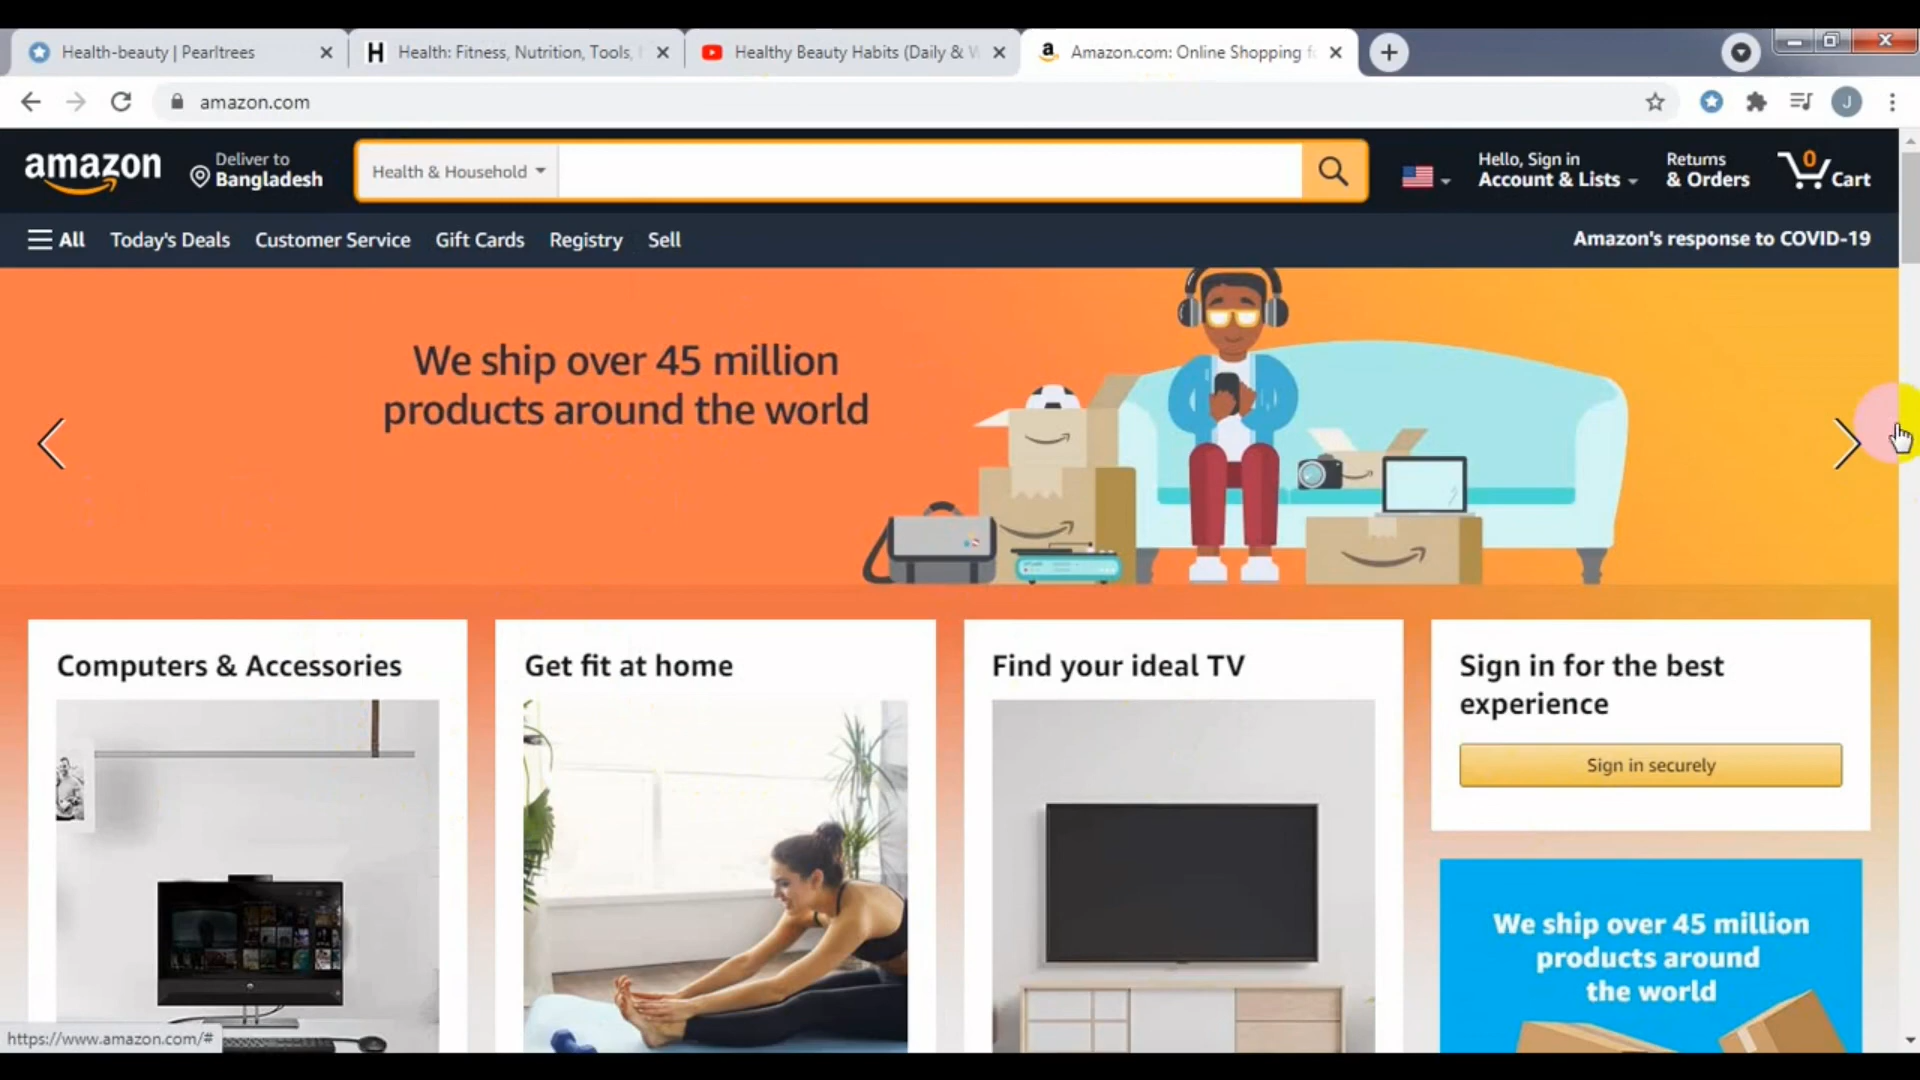 Health-beauty | Pearltrees
H Health: Fitness, Nutrition, Tools,
Healthy Beauty Habits (Daily &
a Amazon.com: Online Shopping f
amazon.com
J
amazon
Deliver to
Bangladesh
Health & Household
Hello, Sign in
Account & Lists
Returns
& Orders
0
Cart
All
Today's Deals
Customer Service
Gift Cards
Registry
Sell
Amazon's response to COVID-19
We ship over 45 million
products around the world
Computers & Accessories
Get fit at home
Find your ideal TV
Sign in for the best
experience
Sign in securely
We ship over 45 million
products around
the world
https://www.amazon.com/#